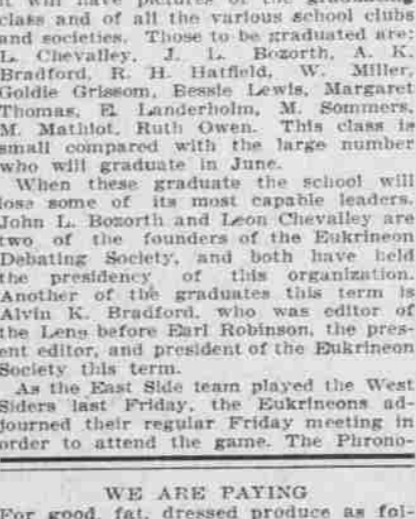 it will have pictures of the graduating
class and of all the various school clubs
and societies. Those to be graduated are:
L. Chevalley, J. L. Bozorth, A. K.
Bradford, R. H. Hatfield, W. Miller,
Goldie Grissom, Bessie Lewis, Margaret
Thomas, E. Landerholm, M. Sommers,
M. Mathiot, Ruth Owen. This class is
small compared with the large number
who will graduate in June.
When these graduate the school will
lose some of its most capable leaders.
John L. Bozorth and Leon Chevalley are
two of the founders of the Eukrineon
Debating Society, and both have held
the presidency of this organization.
Another of the graduates this term is
Alvin K. Bradford, who was editor of
the Lens before Earl Robinson, the pres-
ent editor, and president of the Eukrineon
Society this term.
As the East Side team played the West
Siders last Friday, the Eukrineons ad-
journed their regular Friday meeting in
order to attend the game. The Phrono-
WE ARE PAYING
For good, fat, dressed produce as fol-